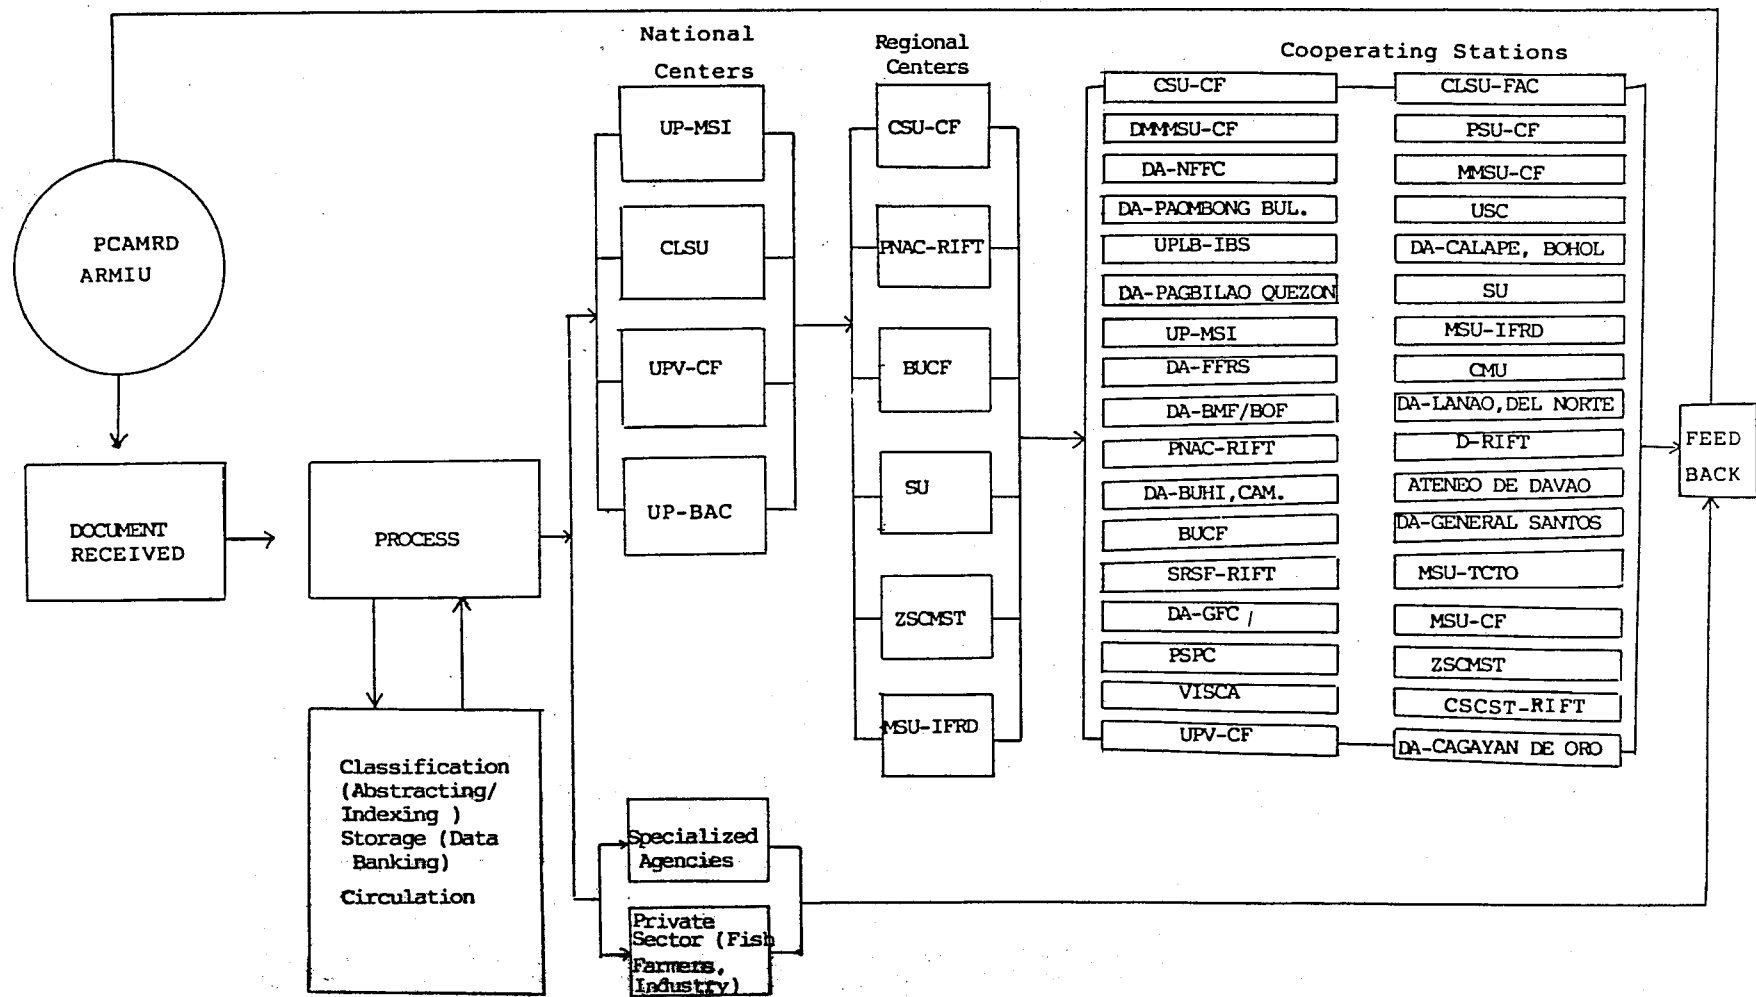 National
Centers
Regional
Centers
Cooperating Stations
PCAMRD
ARMIU
DOCUMENT
RECEIVED
PROCESS
Classification
(Abstracting/
Indexing )
Storage (Data
Banking)
Circulation
UP-MSI
CLSU
UPV-CF
UP-BAC
Specialized
Agencies
Private
Sector (Fish
Farmers,
Industry)
CSU-CF
PNAC-RIFT
BUCF
SU
ZSCMST
MSU-IFRD
CSU-CF
DMMMSU-CF
DA-NFFC
DA-PAOMBONG BUL.
UPLB-IBS
DA-PAGBILAO QUEZON
UP-MSI
DA-FFRS
DA-BMF/BOF
PNAC-RIFT
DA-BUHI,CAM.
BUCF
SRSF-RIFT
DA-GFC /
PSPC
VISCA
UPV-CF
CLSU-FAC
PSU-CF
MMSU-CF
USC
DA-CALAPE, BOHOL
SU
MSU-IFRD
CMU
DA-LANAO,DEL NORTE
D-RIFT
ATENEO DE DAVAO
DA-GENERAL SANTOS
MSU-TCTO
MSU-CF
ZSCMST
CSCST-RIFT
DA-CAGAYAN DE ORO
FEED
BACK